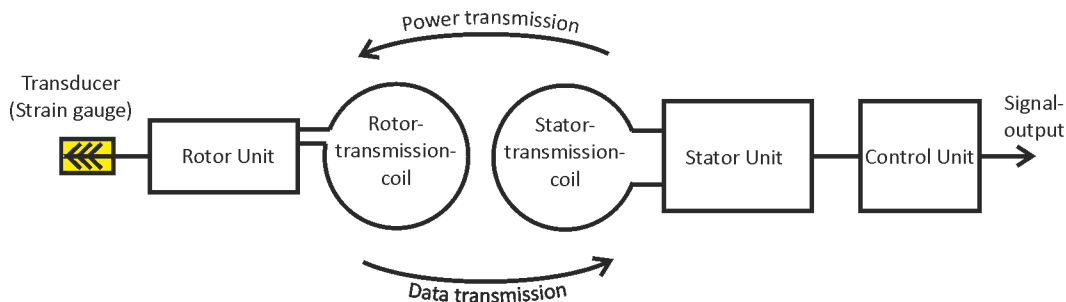 Power transmission
Transducer
(Strain gauge)
Rotor Unit
Rotor-
transmission-
coil
Stator-
transmission-
coil
Stator Unit
Control Unit
Signal-
output
Data transmission